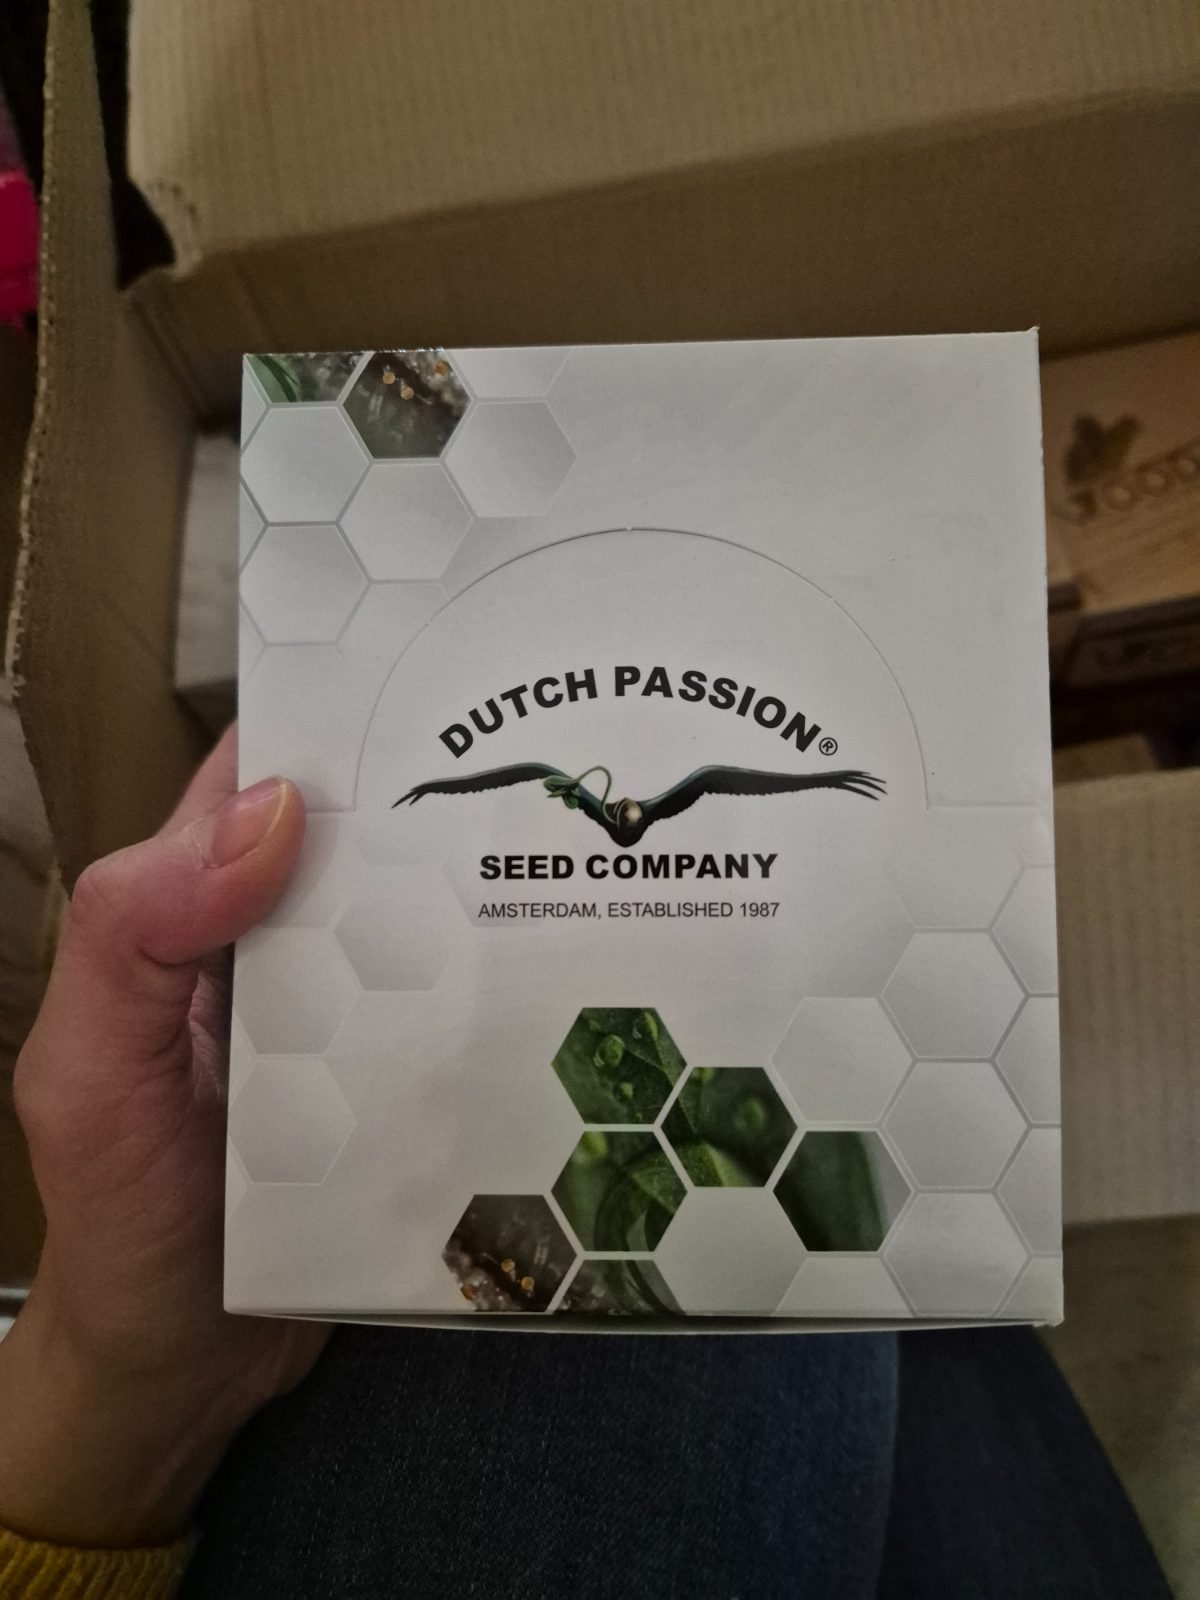 DUTCH PASSION®
SEED COMPANY
AMSTERDAM, ESTABLISHED 1987